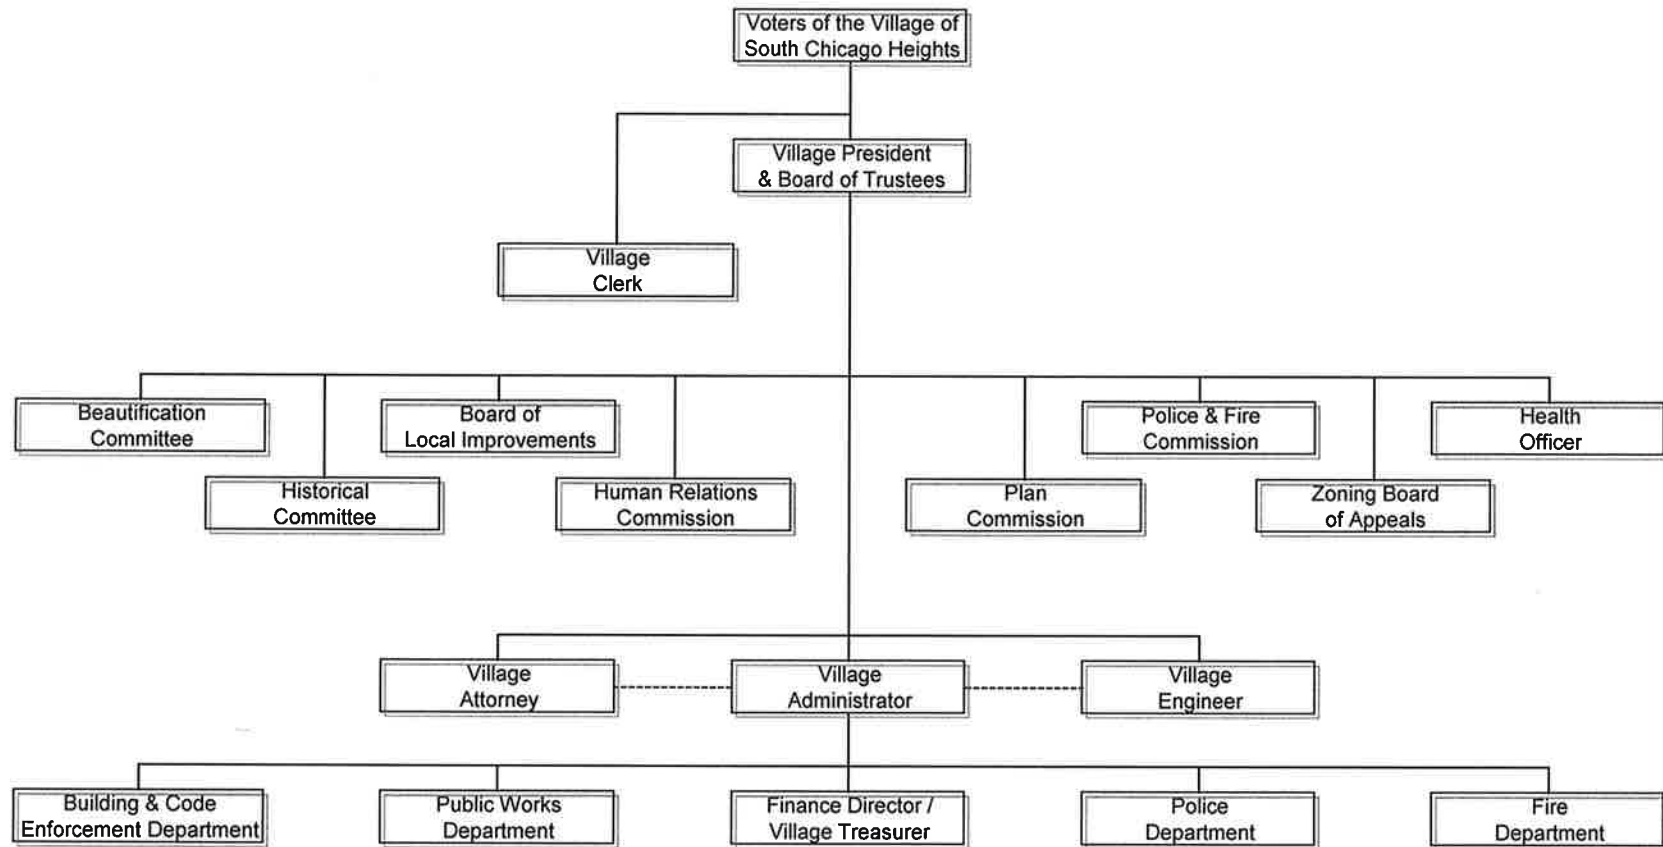 Voters of the Village of
South Chicago Heights
Village President
& Board of Trustees
Village
Clerk
Beautification
Committee
Board of
Local Improvements
Police & Fire
Commission
Health
Officer
Historical
Committee
Human Relations
Commission
Plan
Commission
Zoning Board
of Appeals
Village
Attorney
Village
Administrator
Village
Engineer
Building & Code
Enforcement Department
Public Works
Department
Finance Director /
Village Treasurer
Police
Department
Fire
Department